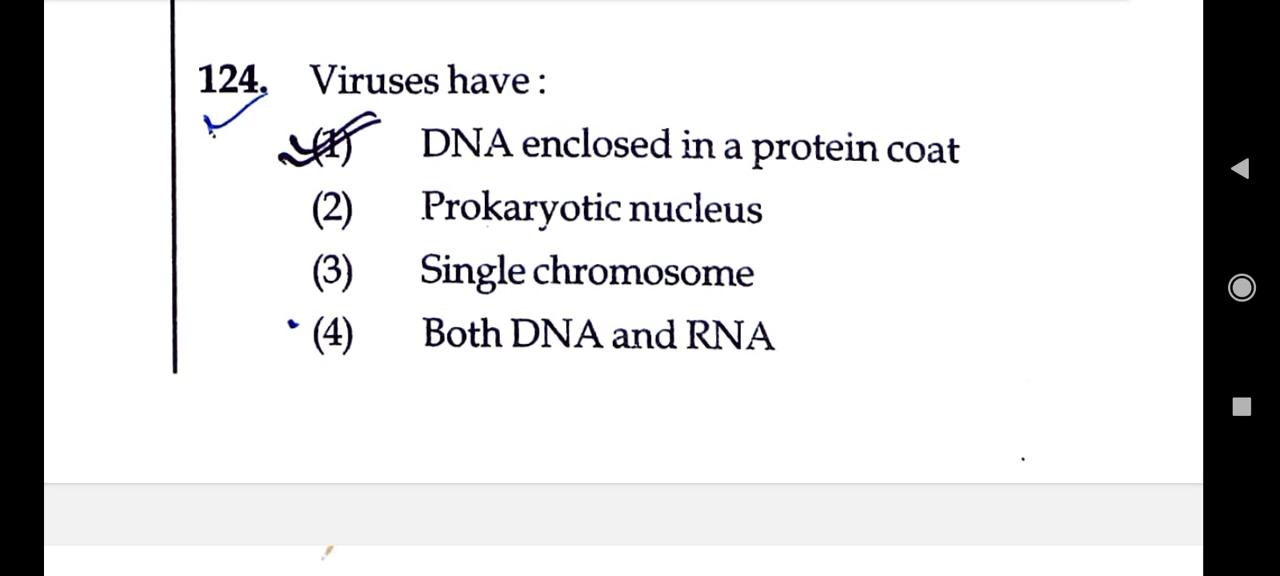 124. Viruses have :
(1) DNA enclosed in a protein coat
(2) Prokaryotic nucleus
(3) Single chromosome
(4) Both DNA and RNA